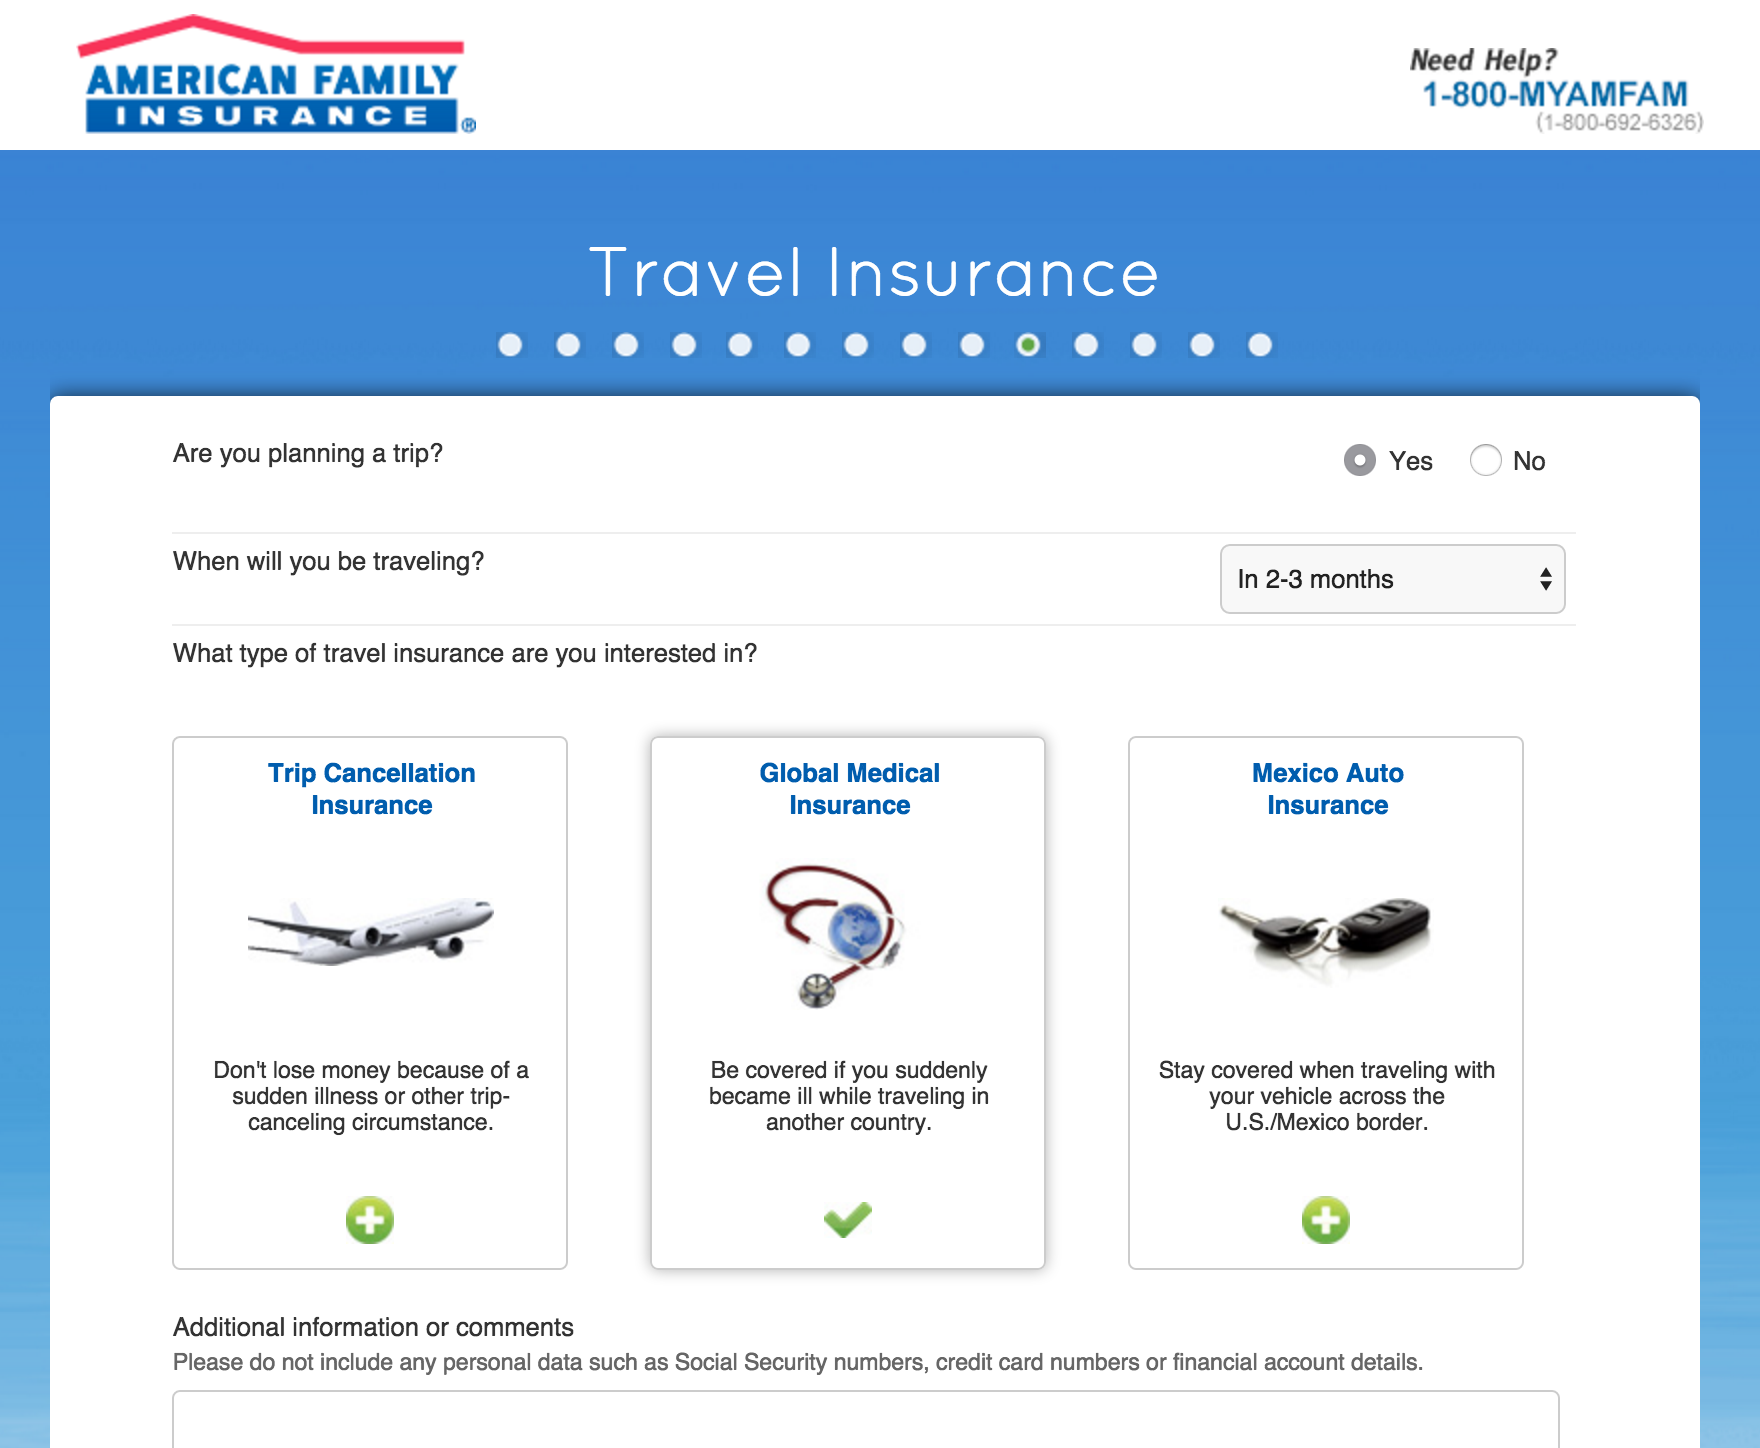 AMERICAN FAMILY
INSURANCE®
Need Help?
1-800-MYAMFAM
(1-800-692-6326)
Travel Insurance
Are you planning a trip?
Yes
No
When will you be traveling?
In 2-3 months
What type of travel insurance are you interested in?
Trip Cancellation
Insurance
Don't lose money because of a
sudden illness or other trip-
canceling circumstance.
Global Medical
Insurance
Be covered if you suddenly
became ill while traveling in
another country.
Mexico Auto
Insurance
Stay covered when traveling with
your vehicle across the
U.S./Mexico border.
Additional information or comments
Please do not include any personal data such as Social Security numbers, credit card numbers or financial account details.